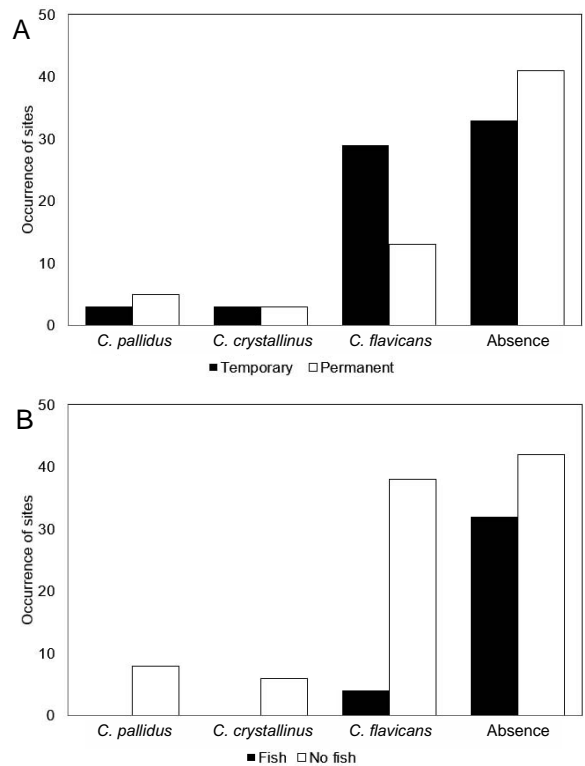 A
50
40
30
20
10
0
Occurrence of sites
C. pallidus C. crystallinus C. flavicans Absence
■ Temporary □ Permanent
B
50
40
30
20
10
0
Occurrence of sites
C. pallidus C. crystallinus C. flavicans Absence
■ Fish □ No fish